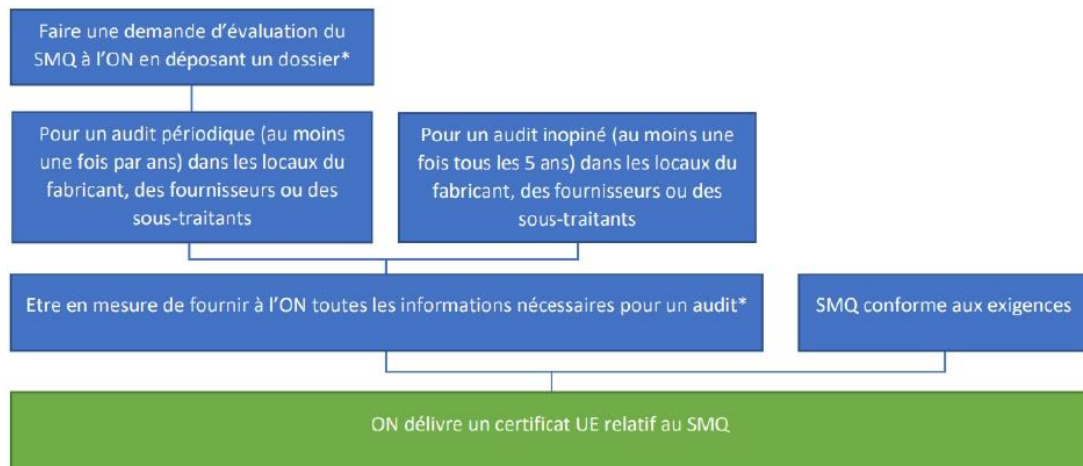 Faire une demande d'évaluation du
SMQ à l'ON en déposant un dossier*
Pour un audit périodique (au moins
une fois par ans) dans les locaux du
fabricant, des fournisseurs ou des
sous-traitants
Pour un audit inopiné (au moins une
fois tous les 5 ans) dans les locaux du
fabricant, des fournisseurs ou des
sous-traitants
Etre en mesure de fournir à l'ON toutes les informations nécessaires pour un audit*
SMQ conforme aux exigences
ON délivre un certificat UE relatif au SMQ